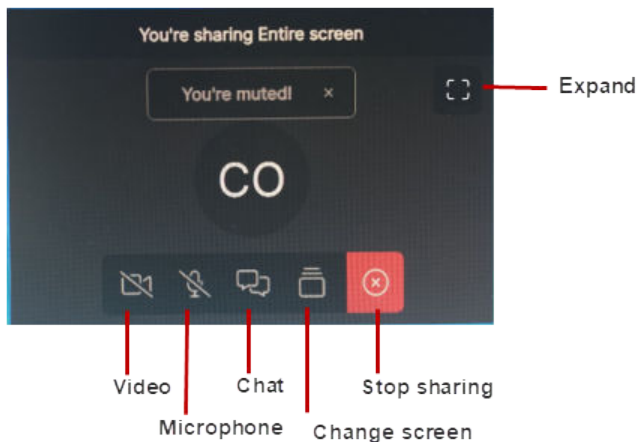 You're sharing Entire screen
You're muted! ×
Expand
CO
Video
Chat
Stop sharing
Microphone
Change screen